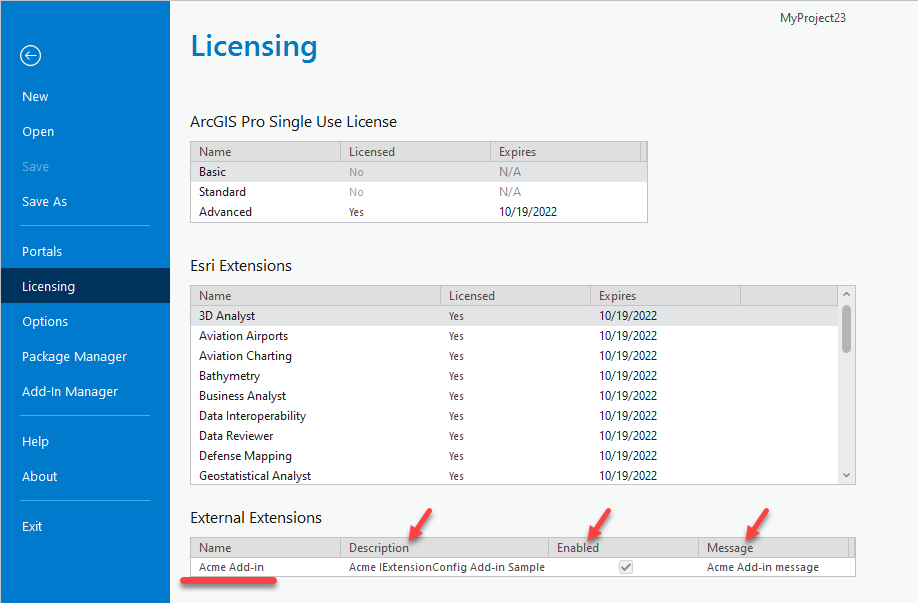 MyProject23
Licensing
New
Open
Save
Save As
Portals
Licensing
Options
Package Manager
Add-In Manager
Help
About
Exit
ArcGIS Pro Single Use License
Name Licensed Expires
Basic No N/A
Standard No N/A
Advanced Yes 10/19/2022
Esri Extensions
Name Licensed Expires
3D Analyst Yes 10/19/2022
Aviation Airports Yes 10/19/2022
Aviation Charting Yes 10/19/2022
Bathymetry Yes 10/19/2022
Business Analyst Yes 10/19/2022
Data Interoperability Yes 10/19/2022
Data Reviewer Yes 10/19/2022
Defense Mapping Yes 10/19/2022
Geostatistical Analyst Yes 10/19/2022
External Extensions
Name Description Enabled Message
Acme Add-in Acme IExtensionConfig Add-in Sample Acme Add-in message